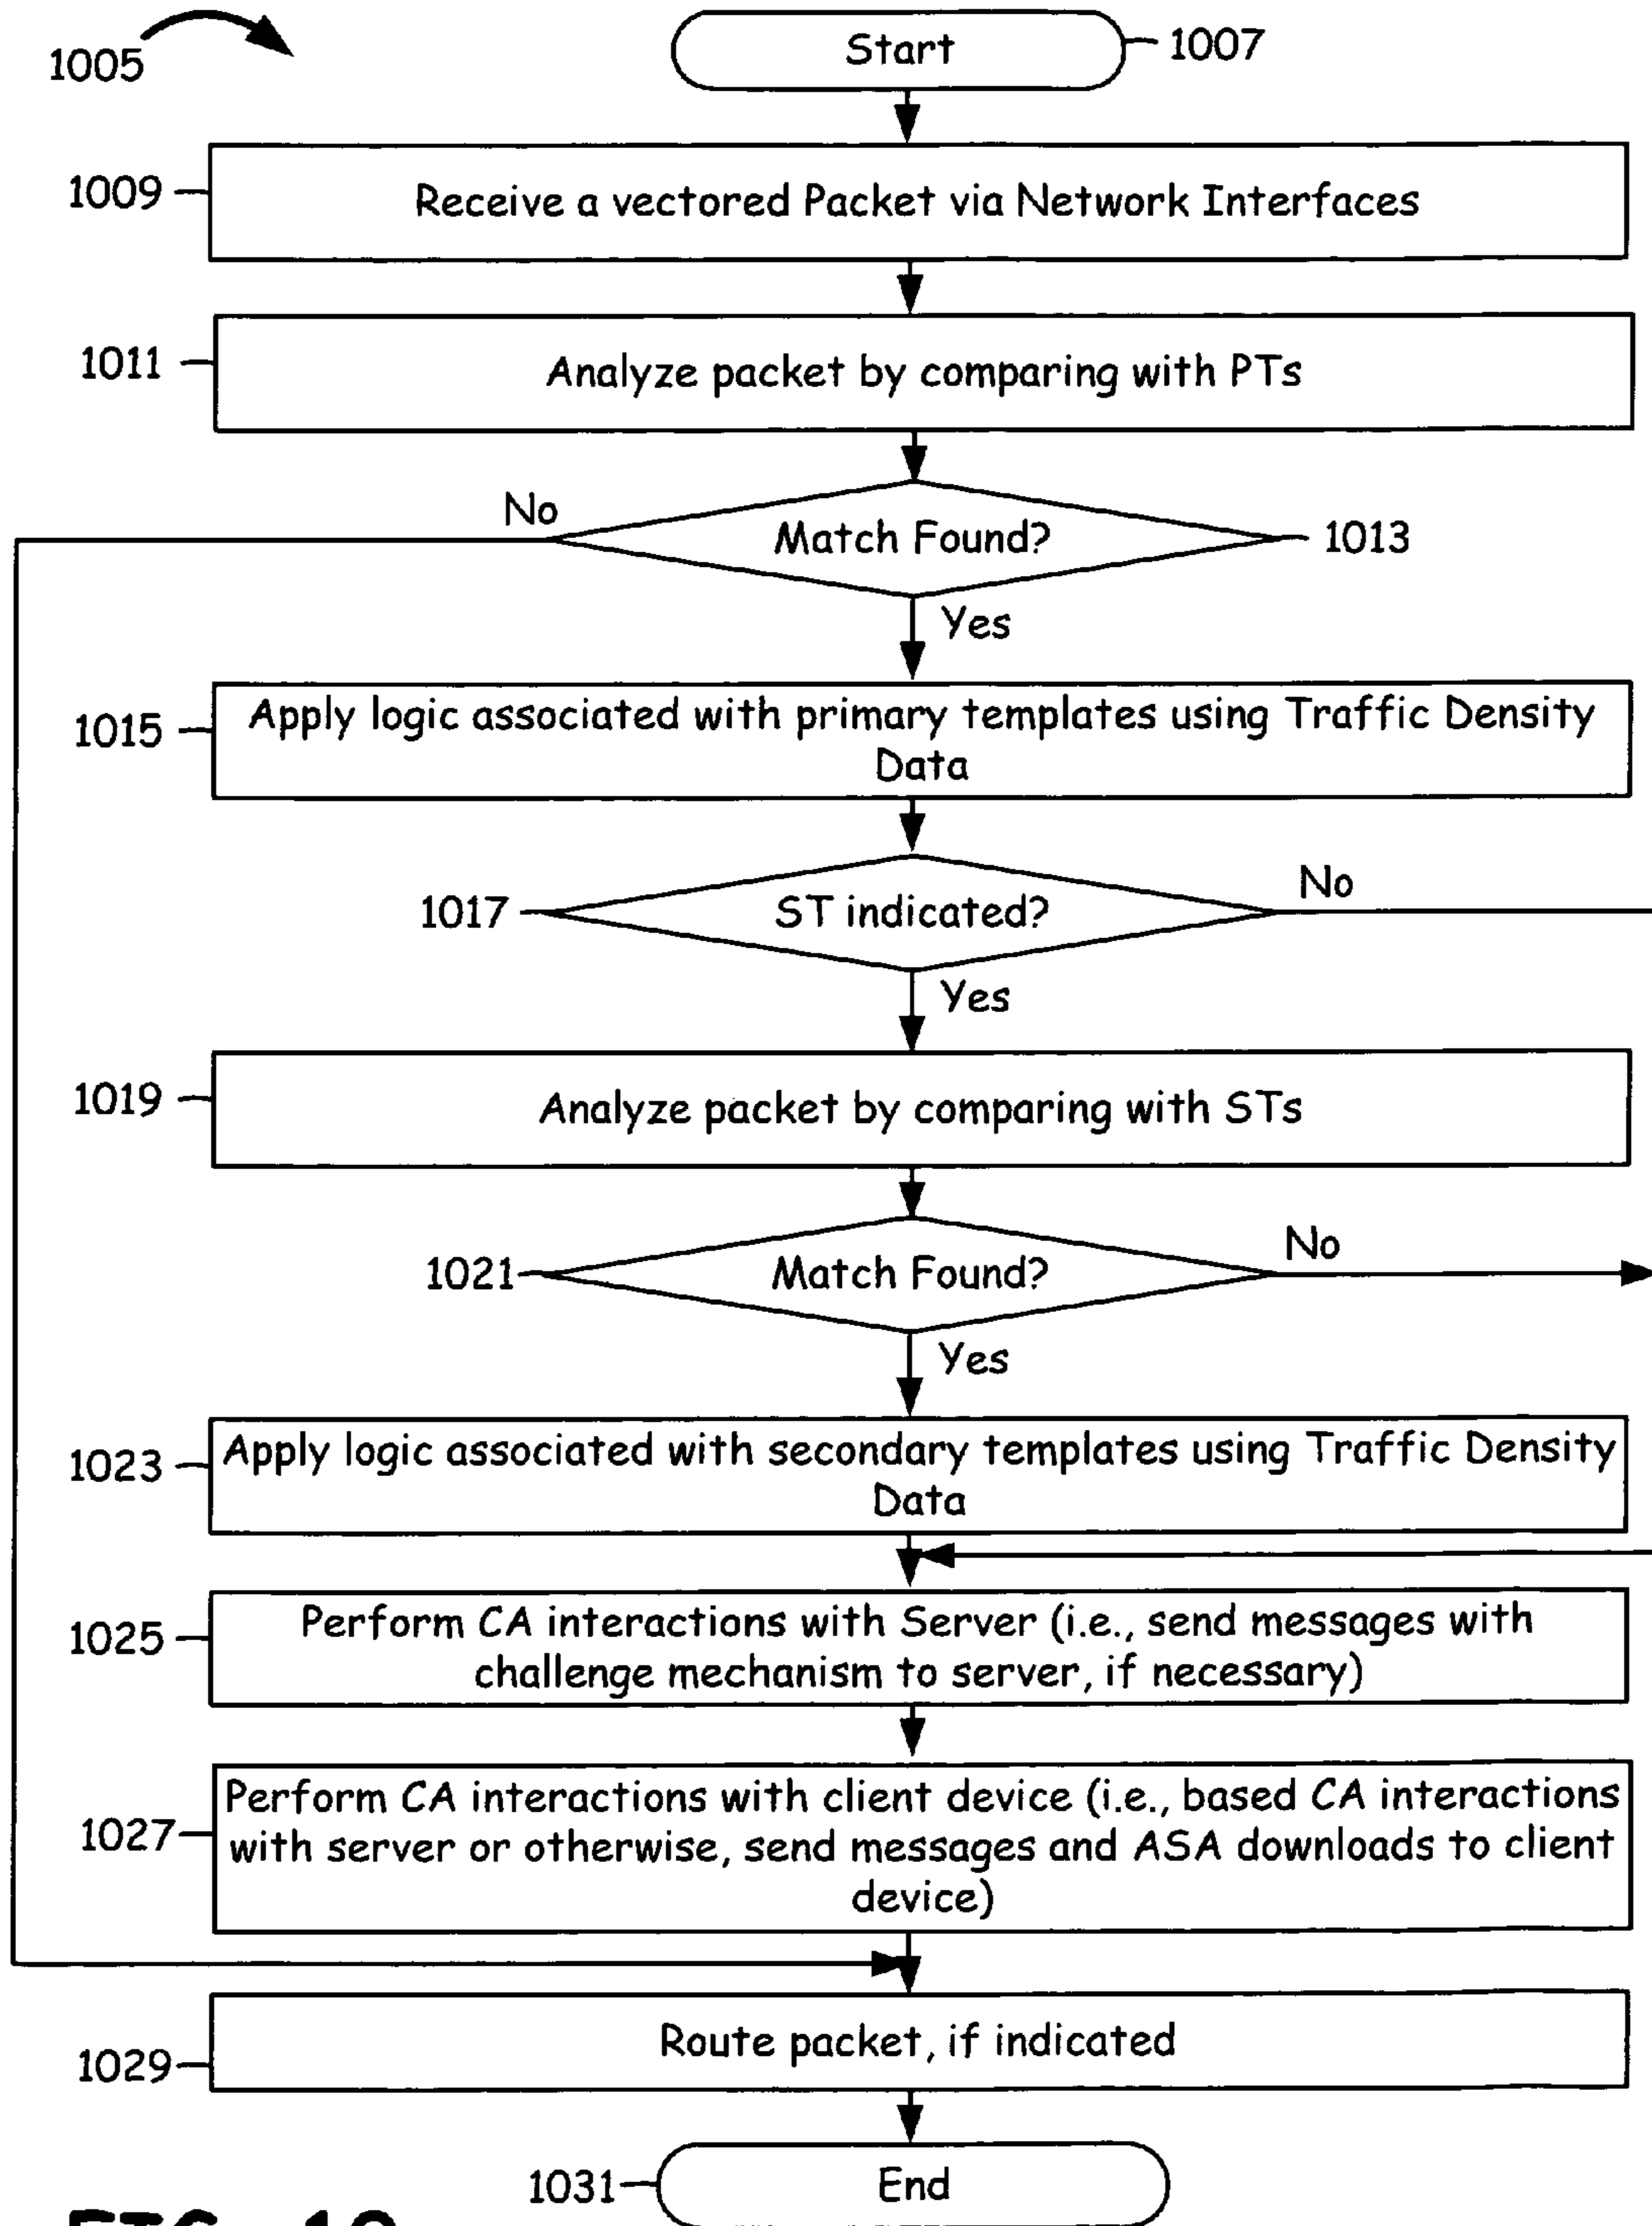 1005
Start
1007
1009
Receive a vectored Packet via Network Interfaces
1011
Analyze packet by comparing with PTs
No
Match Found?
1013
Yes
1015
Apply logic associated with primary templates using Traffic Density
Data
No
1017
ST indicated?
Yes
1019
Analyze packet by comparing with STs
No
1021
Match Found?
Yes
1023
Apply logic associated with secondary templates using Traffic Density
Data
1025
Perform CA interactions with Server (i.e., send messages with
challenge mechanism to server, if necessary)
1027
Perform CA interactions with client device (i.e., based CA interactions
with server or otherwise, send messages and ASA downloads to client
device)
1029
Route packet, if indicated
1031
End